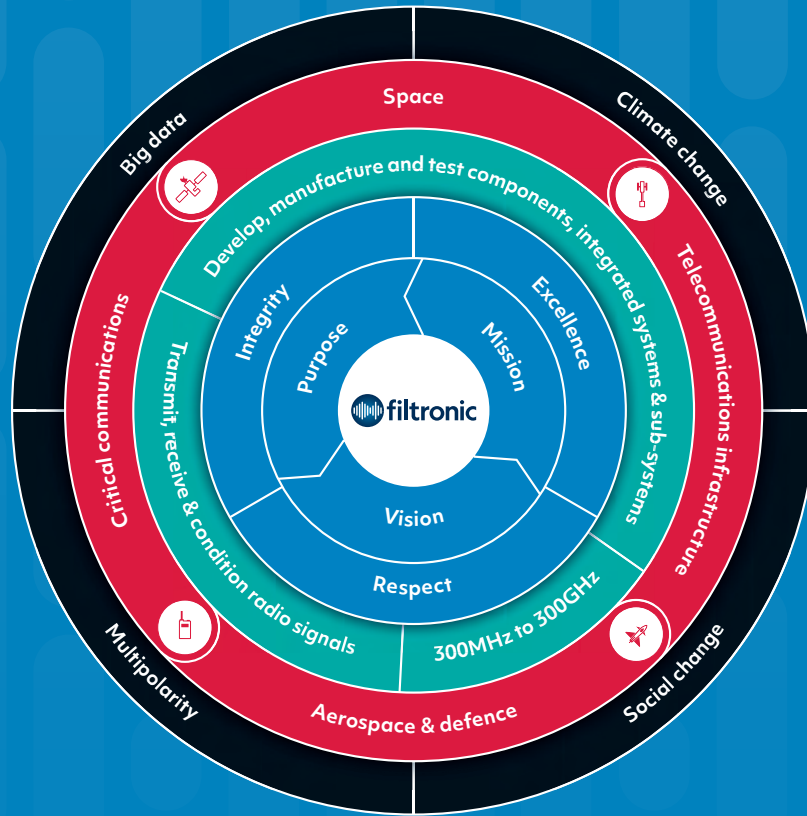 Big data
Climate change
Social change
Multipolarity
Space
Telecommunications infrastructure
Aerospace & defence
Critical communications
Develop, manufacture and test components, integrated systems & sub-systems
300MHz to 300GHz
Transmit, receive & condition radio signals
Integrity
Excellence
Respect
Purpose
Mission
Vision
filtronic